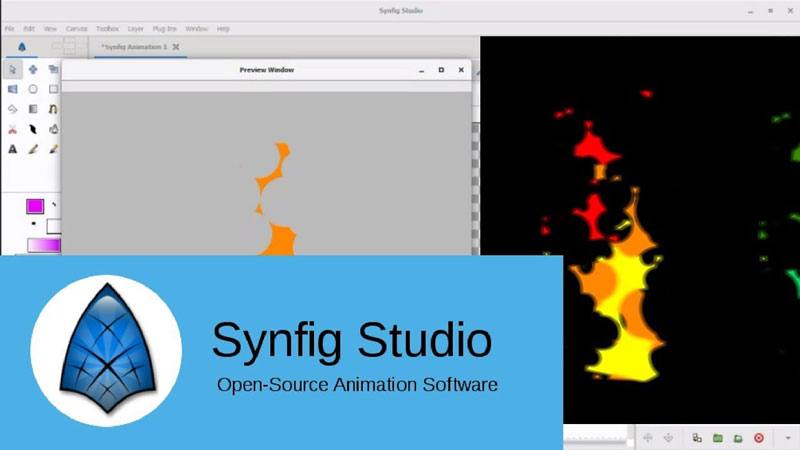 Synfig Studio
File Edit View Canvas Toolbox Layer Plug-Ins Window Help
*Synfig Animation 1
Preview Window
A
Synfig Studio
Open-Source Animation Software